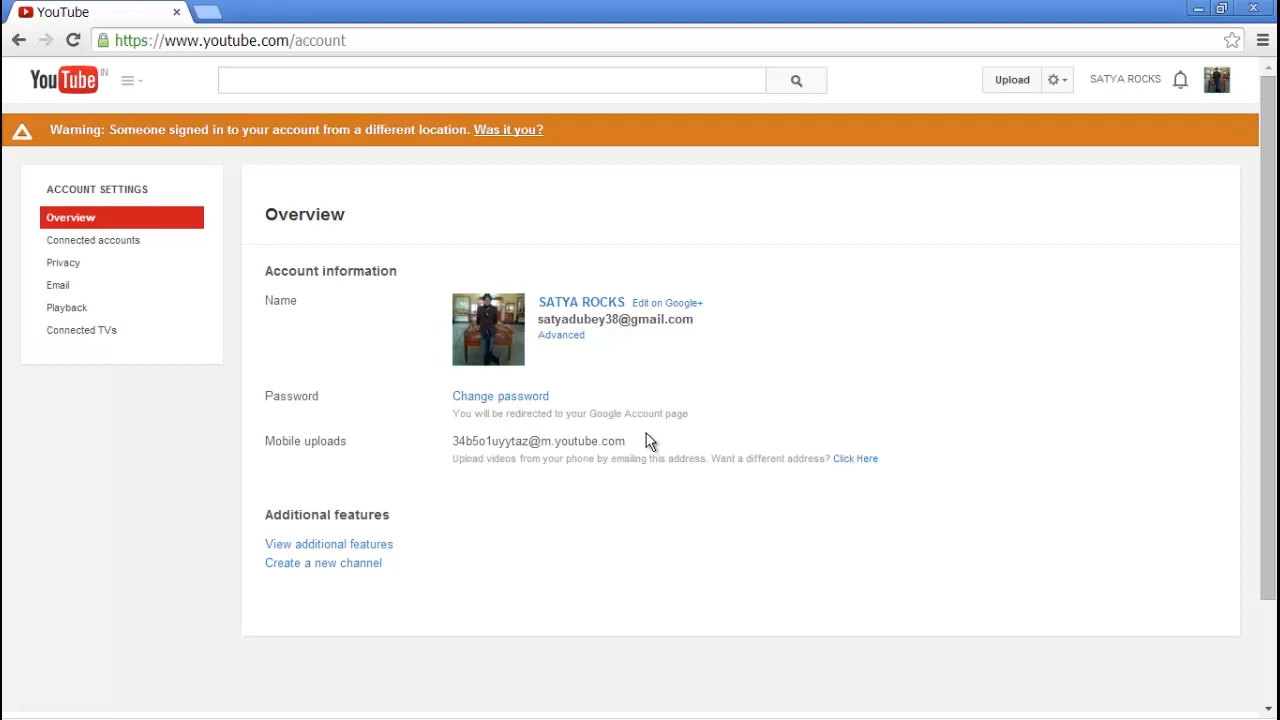 YouTube
https://www.youtube.com/account
YouTube IN
Upload
SATYA ROCKS
Warning: Someone signed in to your account from a different location. Was it you?
ACCOUNT SETTINGS
Overview
Connected accounts
Privacy
Email
Playback
Connected TVs
Overview
Account information
Name
SATYA ROCKS Edit on Google+
satyadubey38@gmail.com
Advanced
Password
Change password
You will be redirected to your Google Account page
Mobile uploads
34b5o1uyytaz@m.youtube.com
Upload videos from your phone by emailing this address. Want a different address? Click Here
Additional features
View additional features
Create a new channel